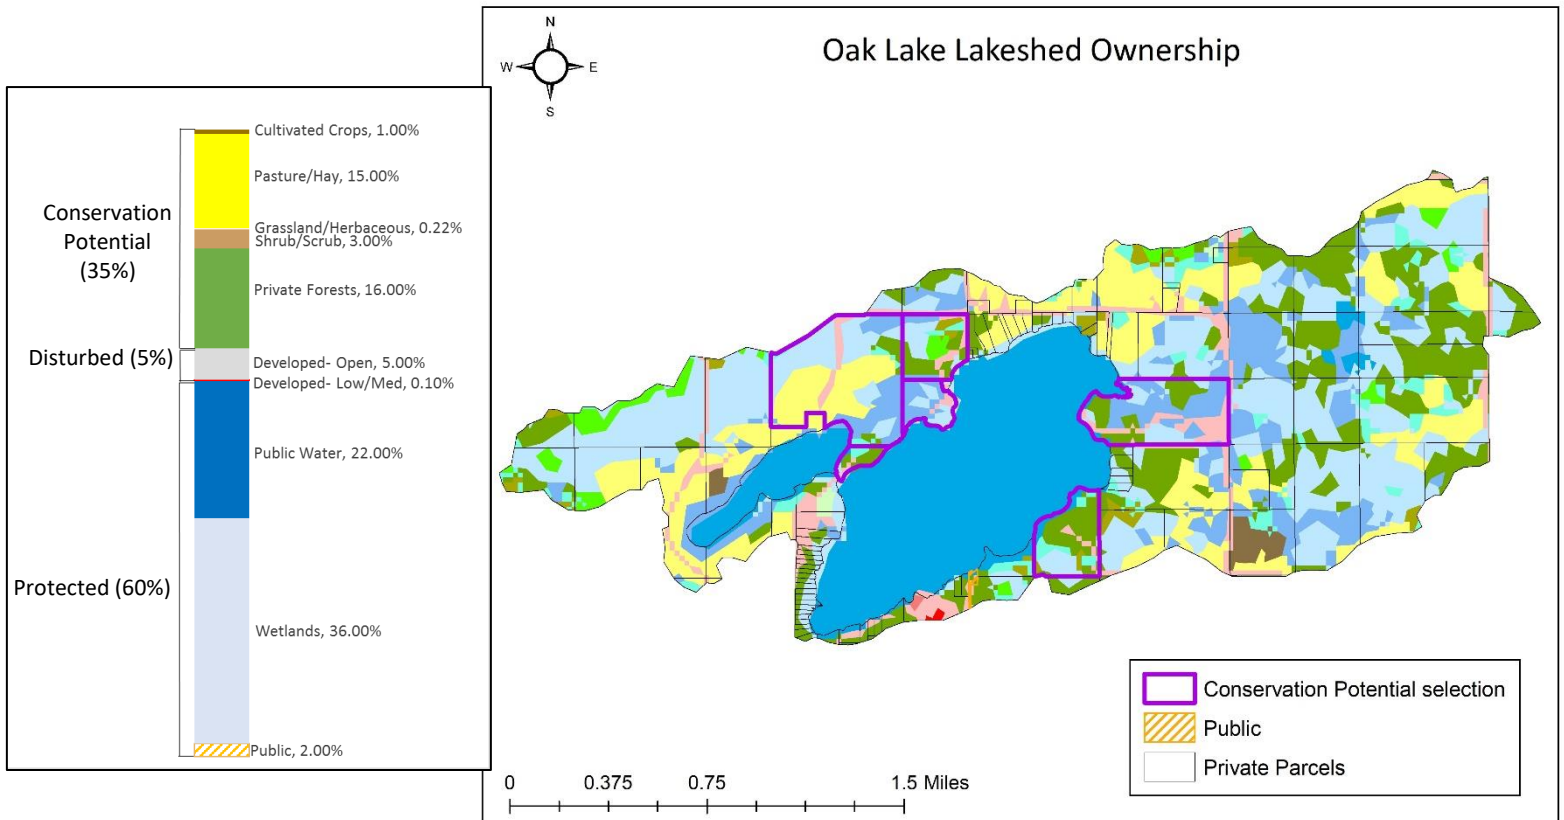 Oak Lake Lakeshed Ownership
N
W
E
S
Cultivated Crops, 1.00%
Pasture/Hay, 15.00%
Conservation
Potential
(35%)
Grassland/Herbaceous, 0.22%
Shrub/Scrub, 3.00%
Private Forests, 16.00%
Disturbed (5%)
Developed- Open, 5.00%
Developed- Low/Med, 0.10%
Public Water, 22.00%
Protected (60%)
Wetlands, 36.00%
Public, 2.00%
Conservation Potential selection
Public
Private Parcels
0 0.375 0.75 1.5 Miles